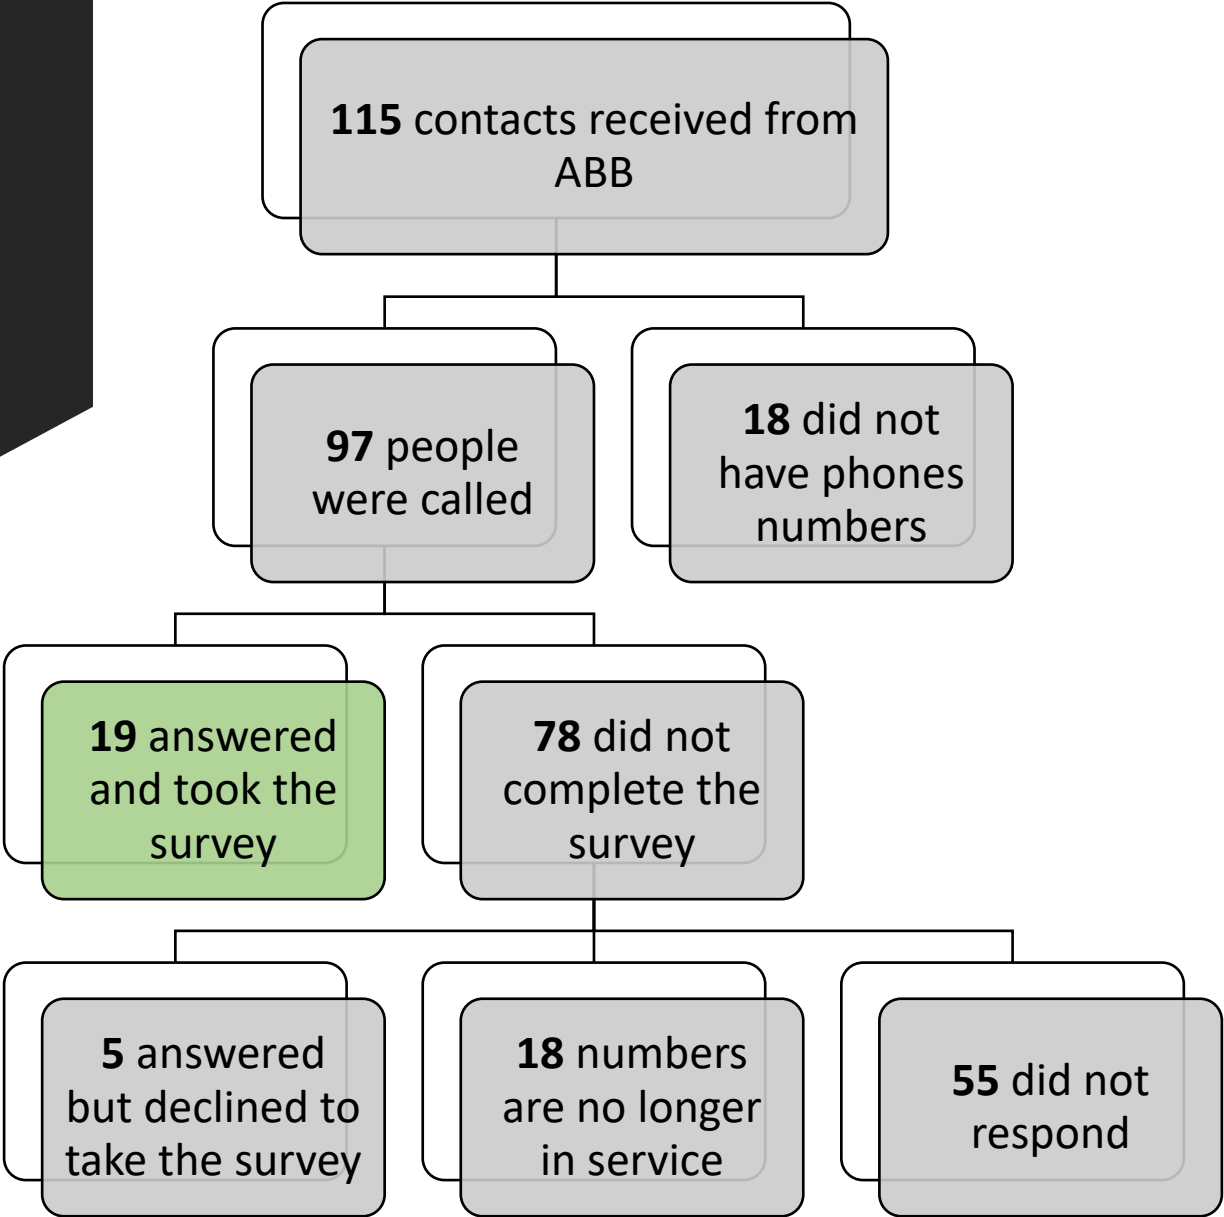 115 contacts received from
ABB
97 people
were called
18 did not
have phones
numbers
19 answered
and took the
survey
78 did not
complete the
survey
5 answered
but declined to
take the survey
18 numbers
are no longer
in service
55 did not
respond